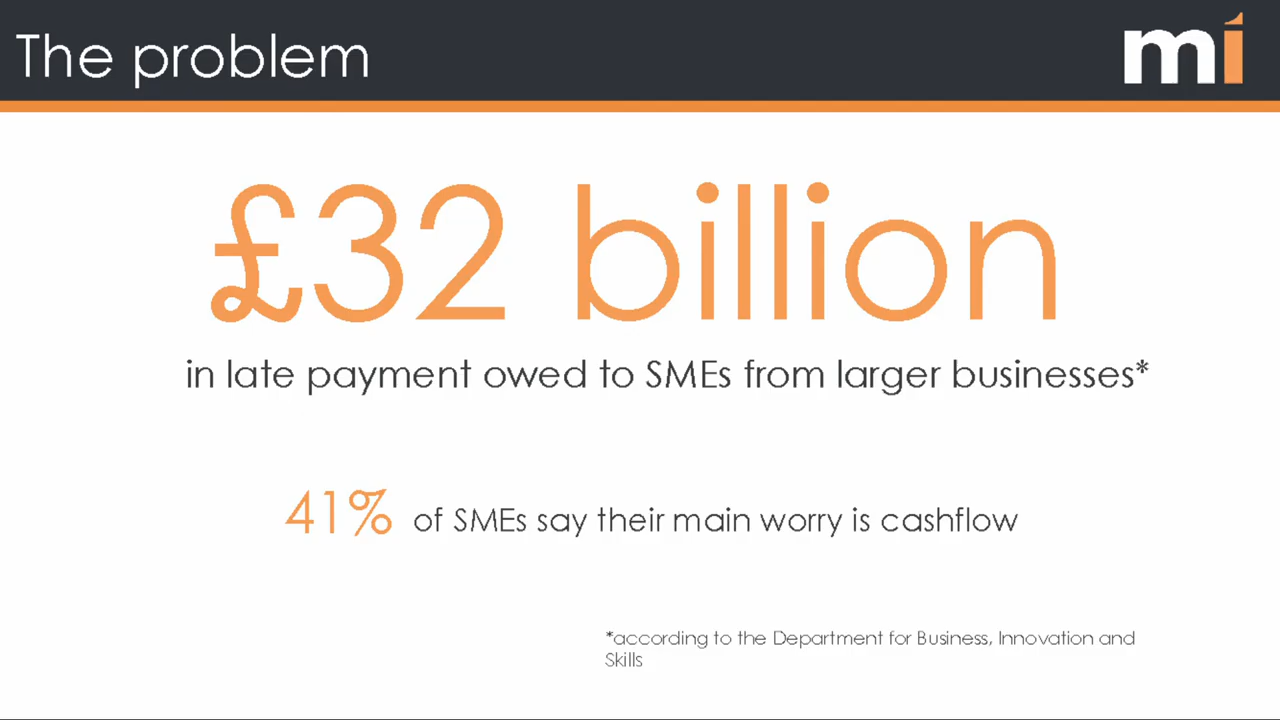 The problem
mi
£32 billion
in late payment owed to SMEs from larger businesses*
41% of SMEs say their main worry is cashflow
*according to the Department for Business, Innovation and
Skills